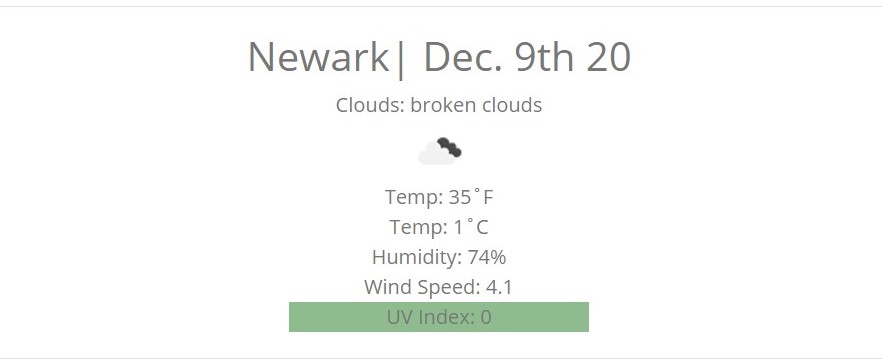 Newark| Dec. 9th 20
Clouds: broken clouds
Temp: 35˚F
Temp: 1˚C
Humidity: 74%
Wind Speed: 4.1
UV Index: 0